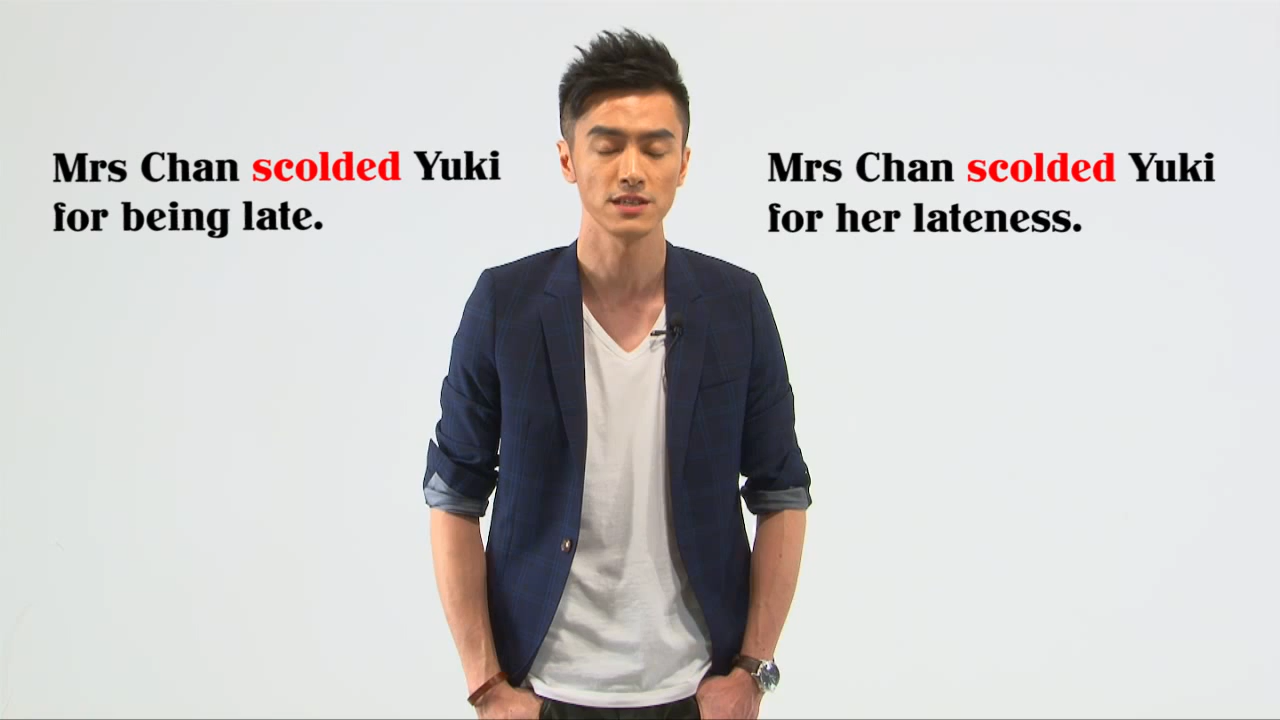 Mrs Chan scolded Yuki
for being late.
Mrs Chan scolded Yuki
for her lateness.